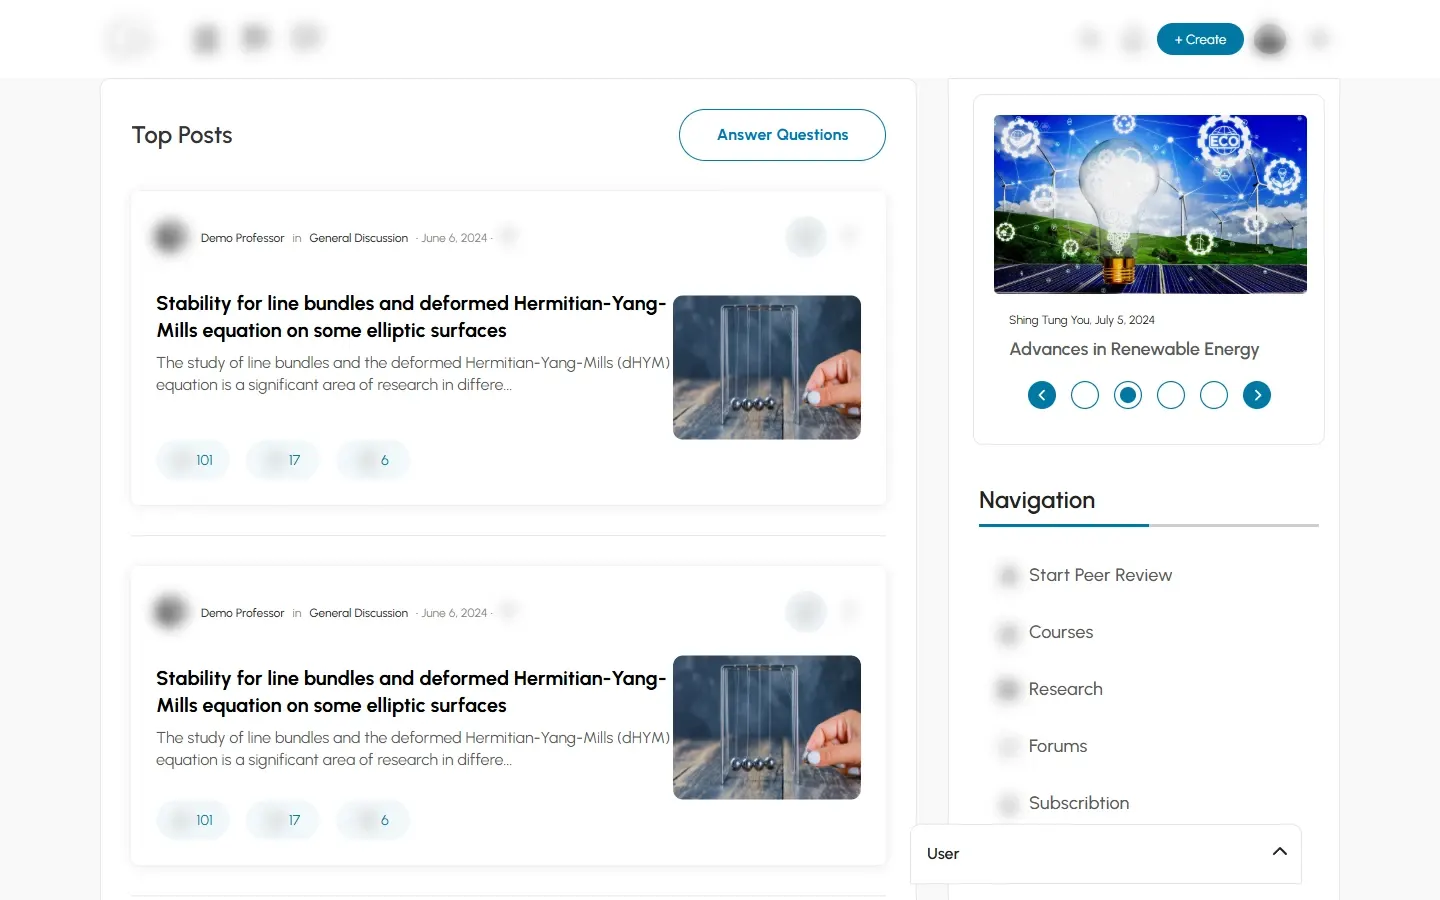 + Create
Top Posts
Answer Questions
Demo Professor in General Discussion · June 6, 2024 ·
Stability for line bundles and deformed Hermitian-Yang-
Mills equation on some elliptic surfaces
The study of line bundles and the deformed Hermitian-Yang-Mills (dHYM)
equation is a significant area of research in differe...
101
17
6
Demo Professor in General Discussion · June 6, 2024 ·
Stability for line bundles and deformed Hermitian-Yang-
Mills equation on some elliptic surfaces
The study of line bundles and the deformed Hermitian-Yang-Mills (dHYM)
equation is a significant area of research in differe...
101
17
6
ECO
Shing Tung You, July 5, 2024
Advances in Renewable Energy
Navigation
Start Peer Review
Courses
Research
Forums
Subscribtion
User